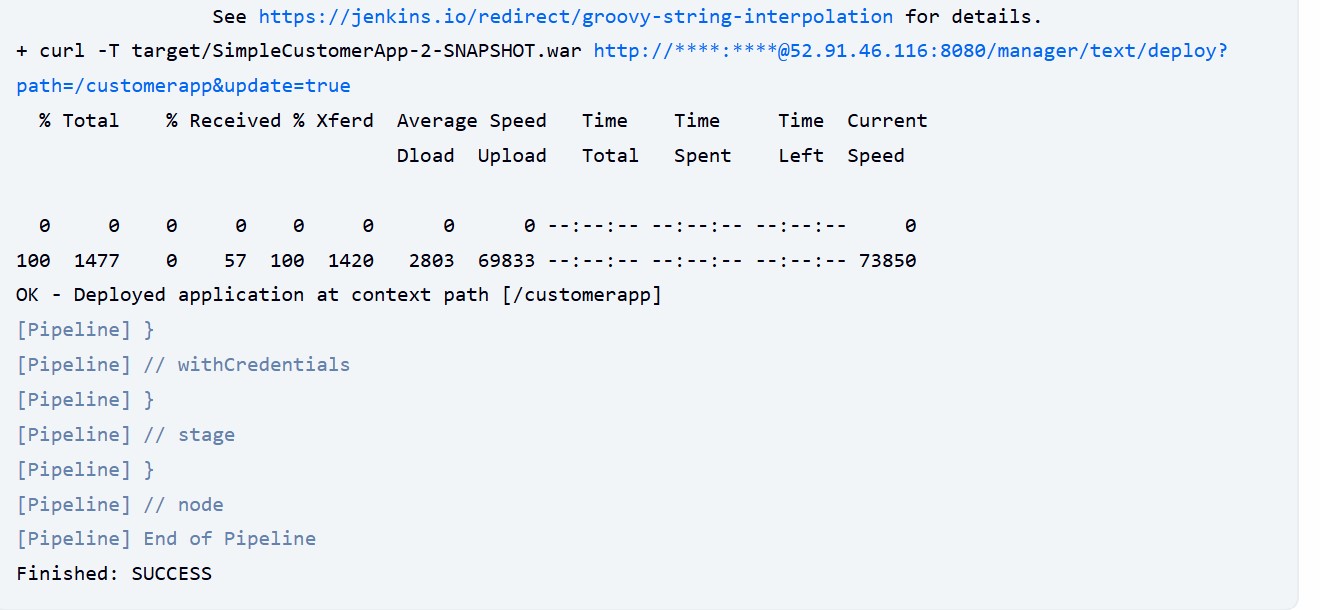 See https://jenkins.io/redirect/groovy-string-interpolation for details.
+ curl -T target/SimpleCustomerApp-2-SNAPSHOT.war http://****:****@52.91.46.116:8080/manager/text/deploy?
path=/customerapp&update=true
  % Total    % Received % Xferd  Average Speed   Time    Time     Time  Current
                                 Dload  Upload   Total   Spent    Left  Speed
  0     0    0     0    0     0      0      0 --:--:-- --:--:-- --:--:--     0
100  1477    0    57  100  1420   2803  69833 --:--:-- --:--:-- --:--:-- 73850
OK - Deployed application at context path [/customerapp]
[Pipeline] }
[Pipeline] // withCredentials
[Pipeline] }
[Pipeline] // stage
[Pipeline] }
[Pipeline] // node
[Pipeline] End of Pipeline
Finished: SUCCESS